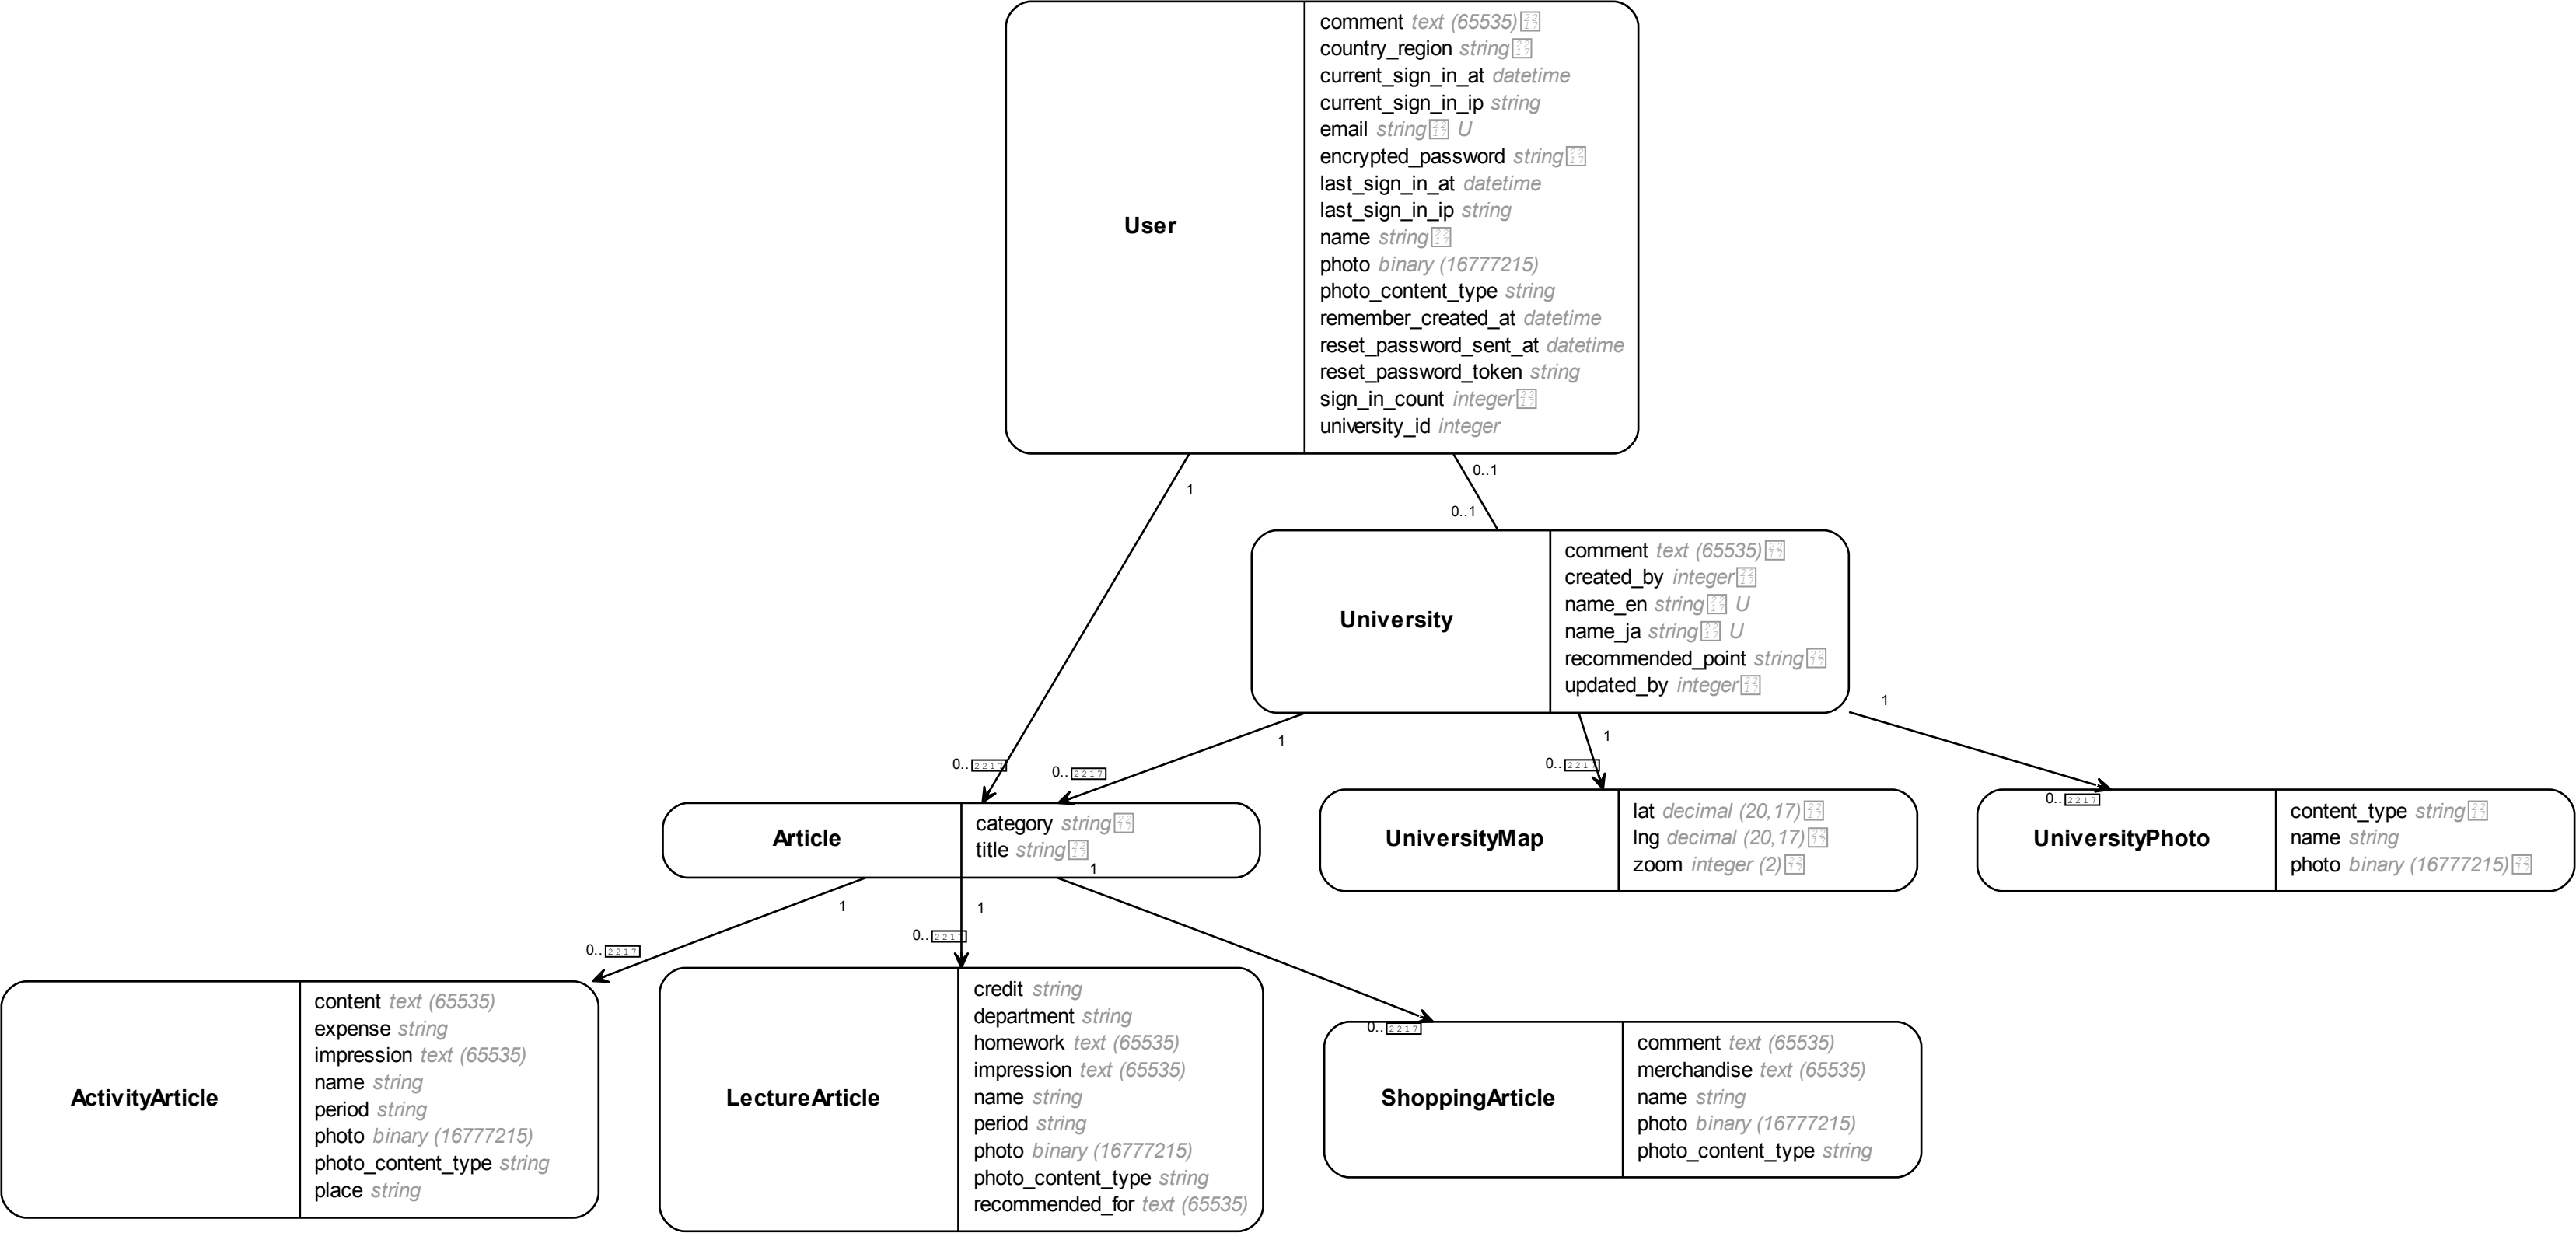 User
comment text (65535)∗
country_region string∗
current_sign_in_at datetime
current_sign_in_ip string
email string∗ U
encrypted_password string∗
last_sign_in_at datetime
last_sign_in_ip string
name string∗
photo binary (16777215)
photo_content_type string
remember_created_at datetime
reset_password_sent_at datetime
reset_password_token string
sign_in_count integer∗
university_id integer
0..1
1
0..1
University
comment text (65535)∗
created_by integer∗
name_en string∗ U
name_ja string∗ U
recommended_point string∗
updated_by integer∗
1
1
1
0..2217
0..2217
0..2217
0..2217
Article
category string∗
title string∗
UniversityMap
lat decimal (20,17)∗
lng decimal (20,17)∗
zoom integer (2)∗
UniversityPhoto
content_type string∗
name string
photo binary (16777215)∗
1
1
1
0..2217
0..2217
0..2217
ActivityArticle
content text (65535)
expense string
impression text (65535)
name string
period string
photo binary (16777215)
photo_content_type string
place string
LectureArticle
credit string
department string
homework text (65535)
impression text (65535)
name string
period string
photo binary (16777215)
photo_content_type string
recommended_for text (65535)
ShoppingArticle
comment text (65535)
merchandise text (65535)
name string
photo binary (16777215)
photo_content_type string